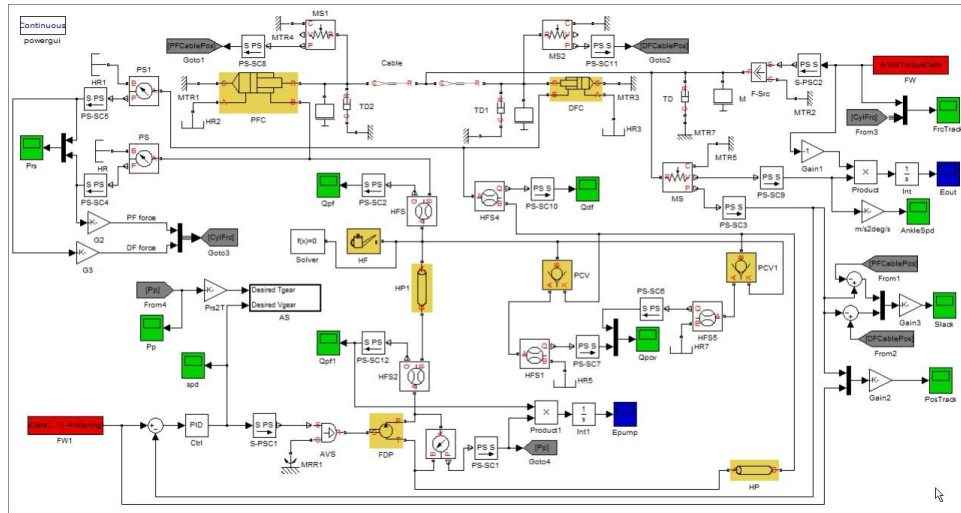 Continuous
powergui
MS1
MTR4
[PFCablePos]
Goto1
PS-SC8
MS2
PS-SC11
[DFCablePos]
Goto2
Cable
HR1
PS1
MTR1
HR2
PFC
TD2
TD1
DFC
MTR3
HR3
TD
MTR7
M
F-Src
S-PSC2
MTR2
AnkleTorqueData
FW
[CylFrc]
From3
FrcTrack
PS-SC5
Prs
PS
HR
PS-SC4
Qpf
PS-SC2
HFS
HFS4
PS-SC10
Qdf
MTR5
MS
PS-SC9
PS-SC3
-1
Gain1
Product
Int
Eout
m/s2deg/s
AnkleSpd
K-
G2
PF force
K-
G3
DF force
[CylFrc]
Goto3
f(x)=0
Solver
HF
HP1
PCV
PCV1
PS-SC6
HFS5
HR7
Qpcv
PS-SC7
HFS1
HR5
[PFCablePos]
From1
K-
Gain3
Slack
[DFCablePos]
From2
[Pp]
From4
K-
Prs2T
Desired Tgear
Desired Vgear
AS
Pp
spd
Qpf1
PS-SC12
HFS2
K-
Gain2
PosTrack
FW1
PID
Ctrl
S-PSC1
AVS
MRR1
FDP
PS-SC1
Product1
Int1
Epump
[Pp]
Goto4
HP